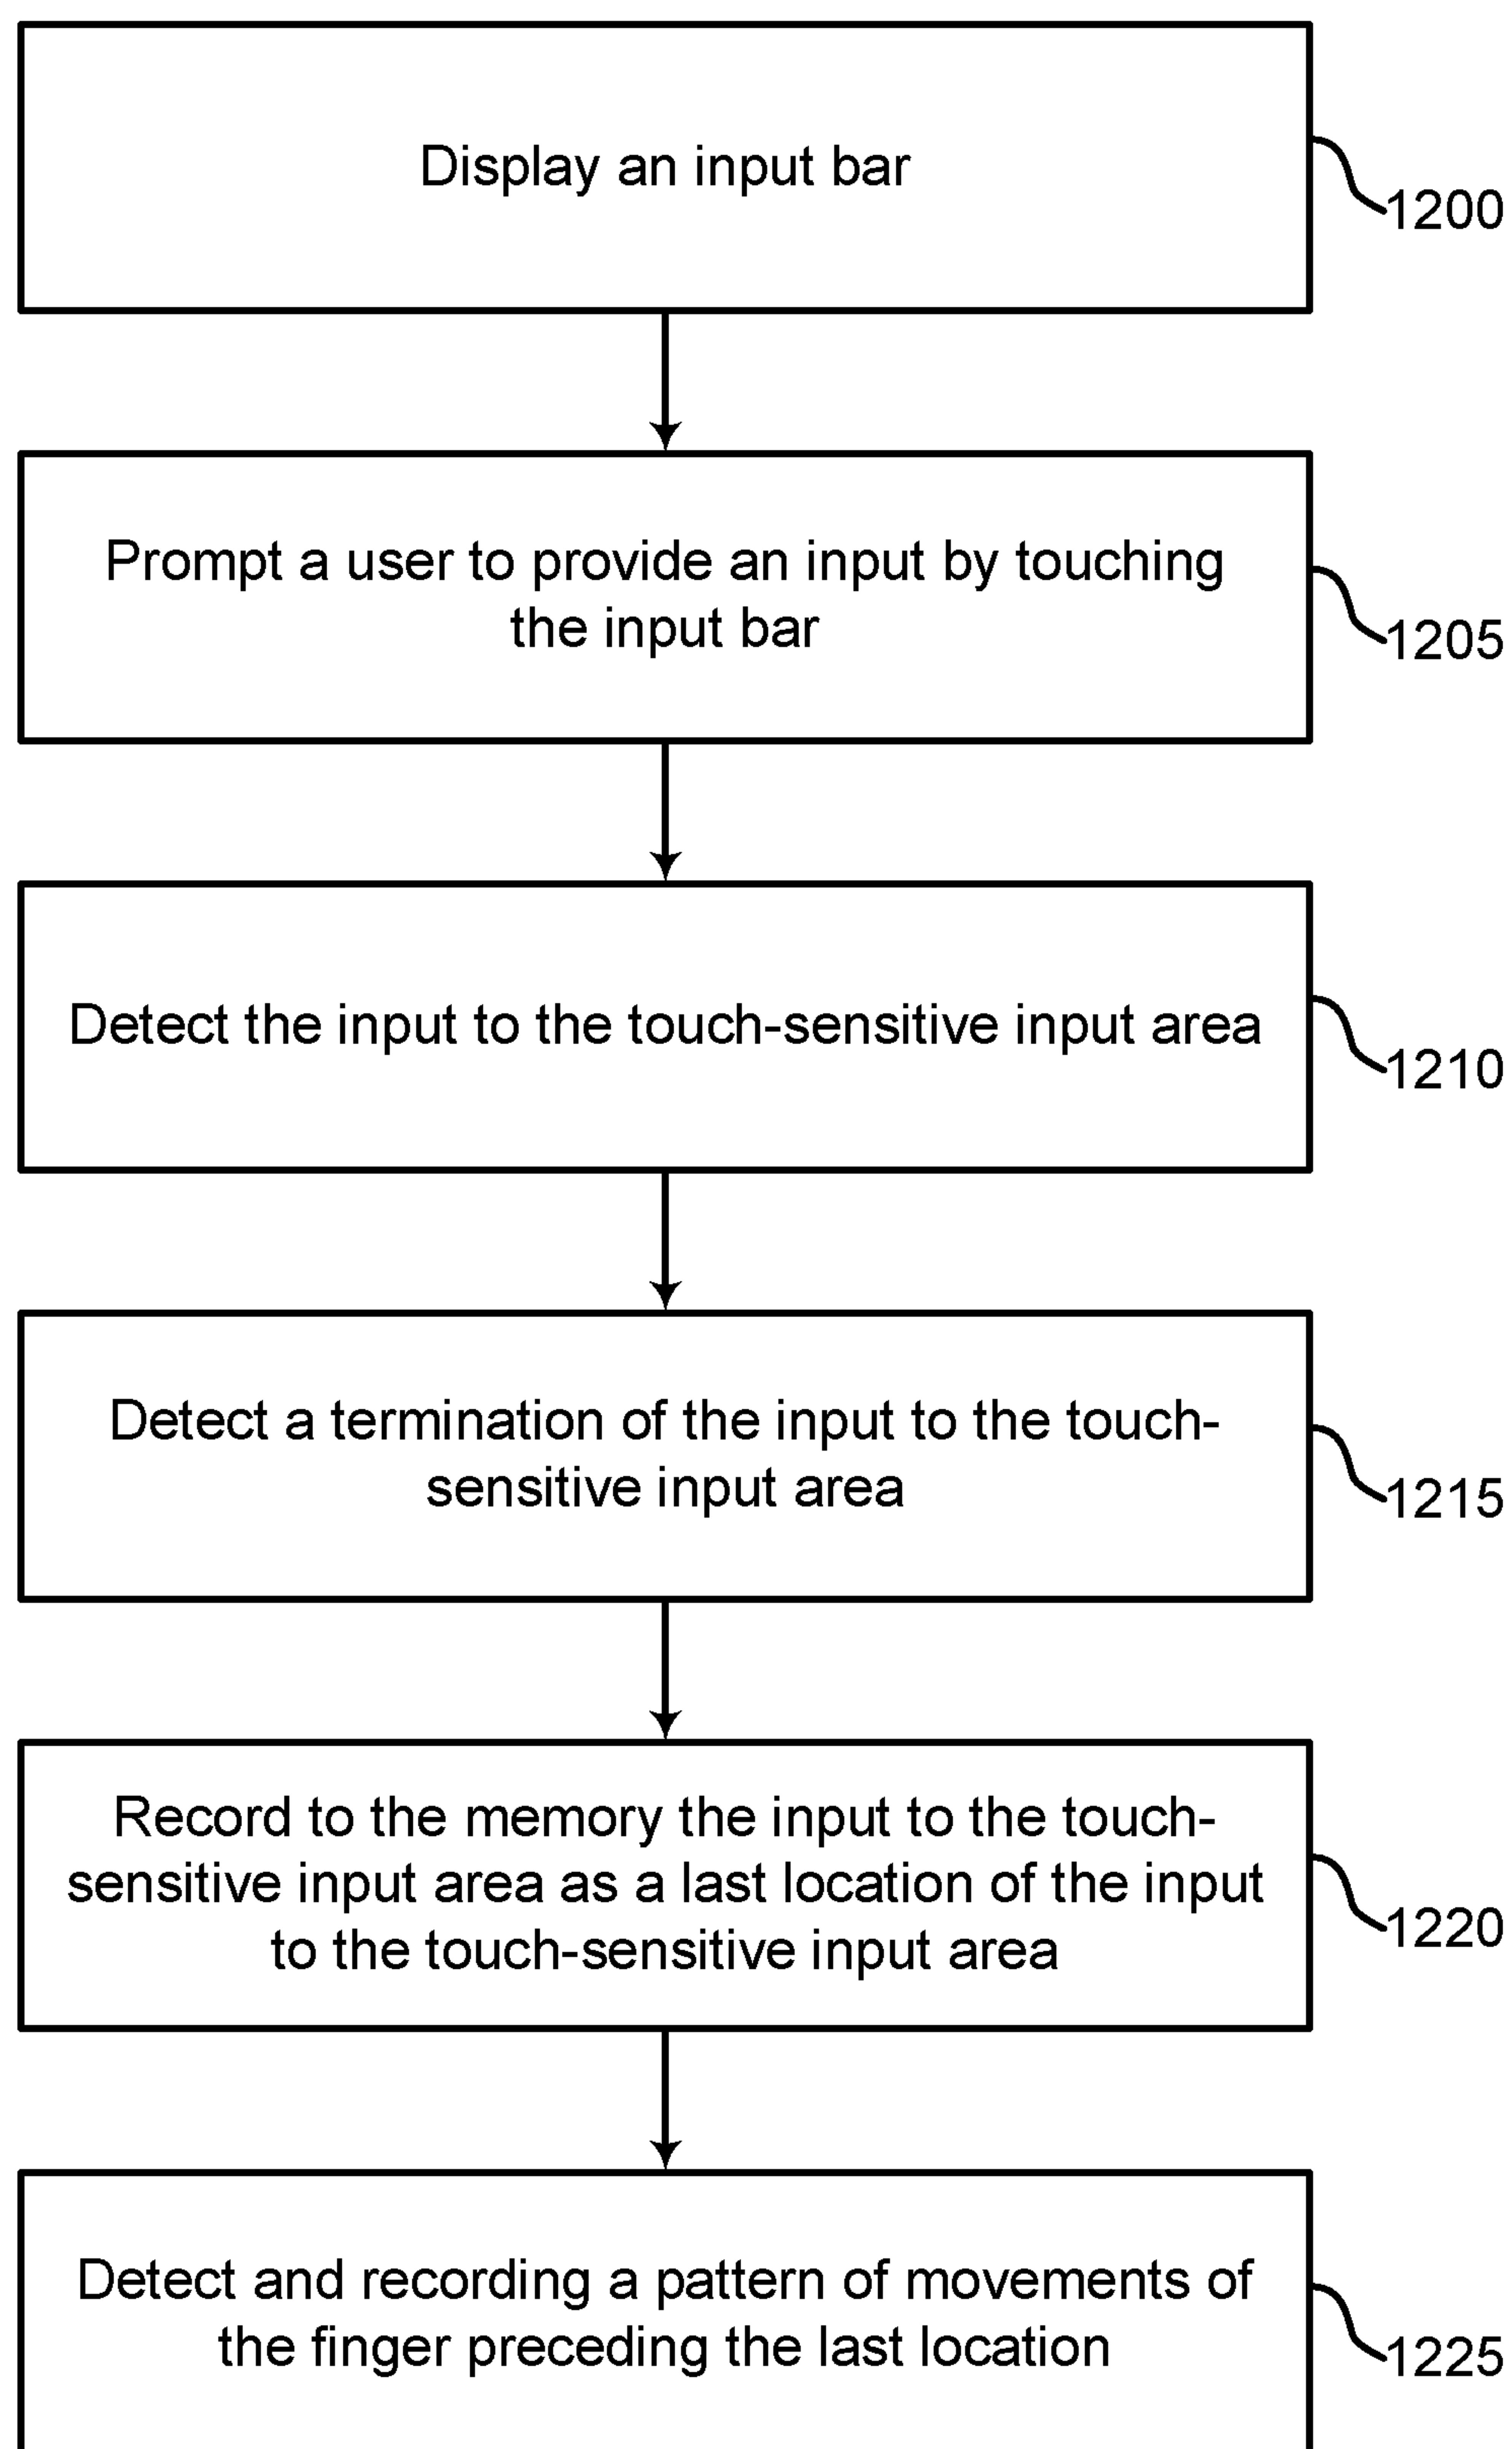 Display an input bar
1200
Prompt a user to provide an input by touching
the input bar
1205
Detect the input to the touch-sensitive input area
1210
Detect a termination of the input to the touch-
sensitive input area
1215
Record to the memory the input to the touch-
sensitive input area as a last location of the input
to the touch-sensitive input area
1220
Detect and recording a pattern of movements of
the finger preceding the last location
1225